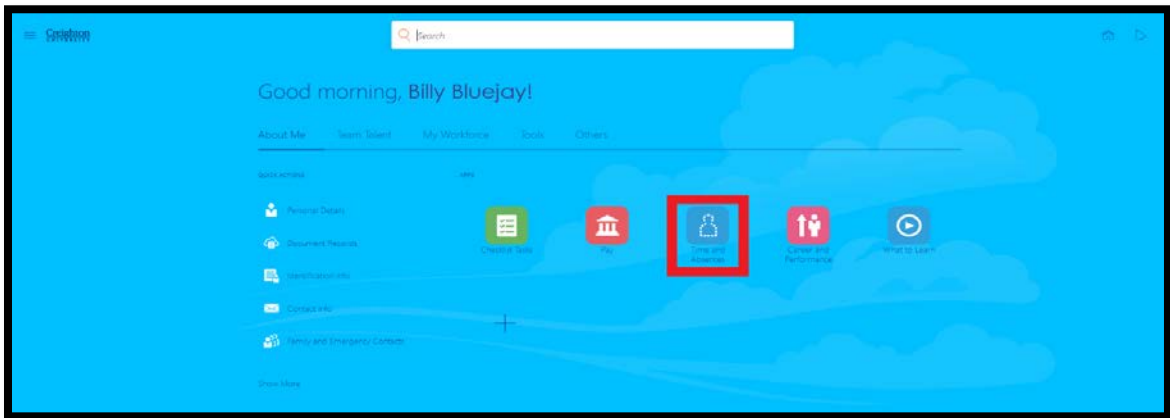 Creighton
UNIVERSITY
Search
Good morning, Billy Bluejay!
About Me Team Talent My Workforce Tools Others
QUICK ACTIONS
APPS
Personal Details
Document Records
Identification Info
Contact Info
Family and Emergency Contacts
Show More
Checklist Tasks
Pay
Time and
Absences
Career and
Performance
What to Learn